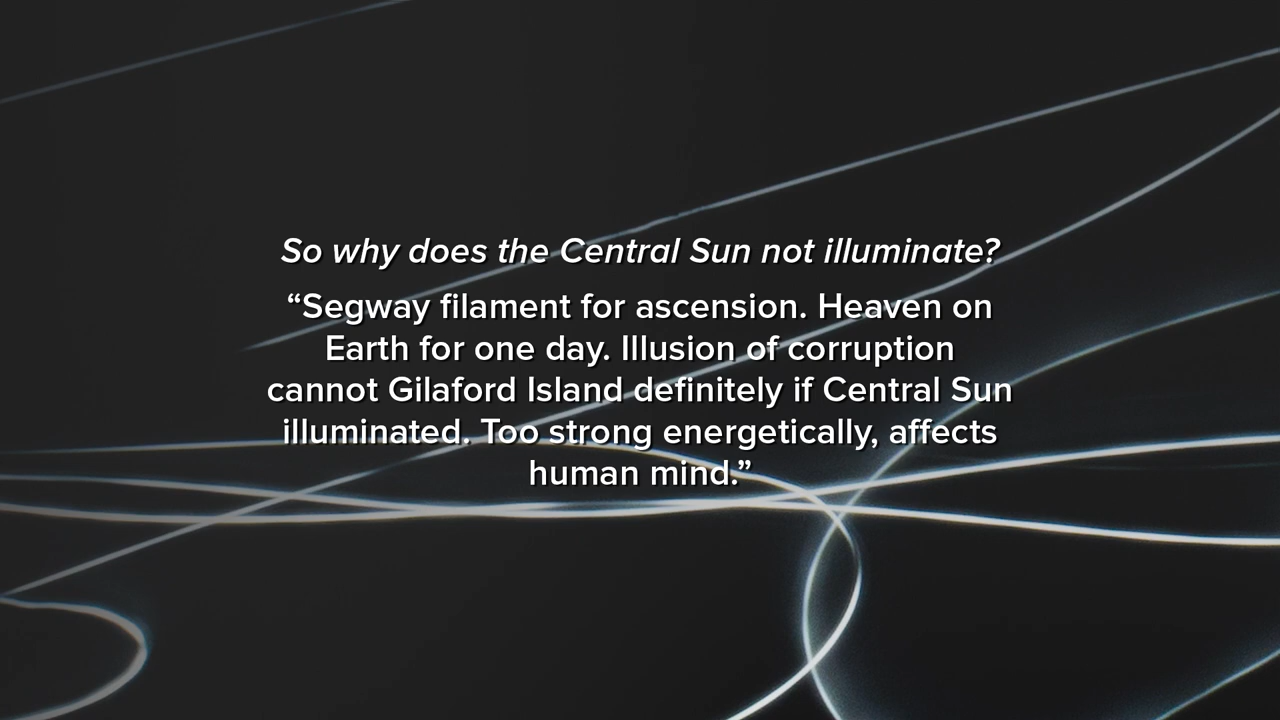 So why does the Central Sun not illuminate?
“Segway filament for ascension. Heaven on
Earth for one day. Illusion of corruption
cannot Gilaford Island definitely if Central Sun
illuminated. Too strong energetically, affects
human mind.”